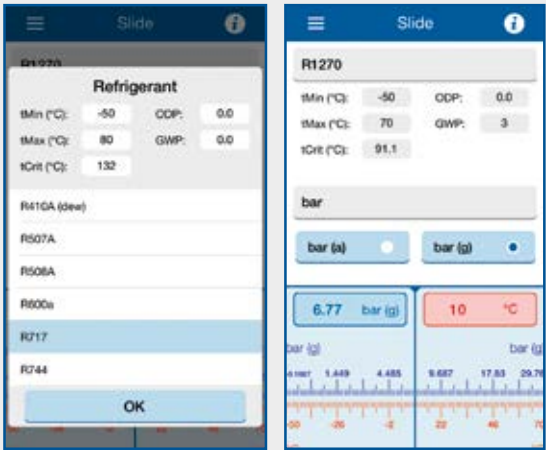 Slide
R1270
Refrigerant
tMin (°C): -50 ODP: 0.0
tMax (°C): 80 GWP: 0.0
tCrit (°C): 132
R410A (dew)
R507A
R508A
R600a
R717
R744
OK
Slide
R1270
tMin (°C): -50 ODP: 0.0
tMax (°C): 70 GWP: 3
tCrit (°C): 91.1
bar
bar (a) bar (g)
6.77 bar (g) 10 °C
bar (g) bar (g)
1.449 4.485 9.687 17.83 29.76
-50 -26 -2 22 46 70